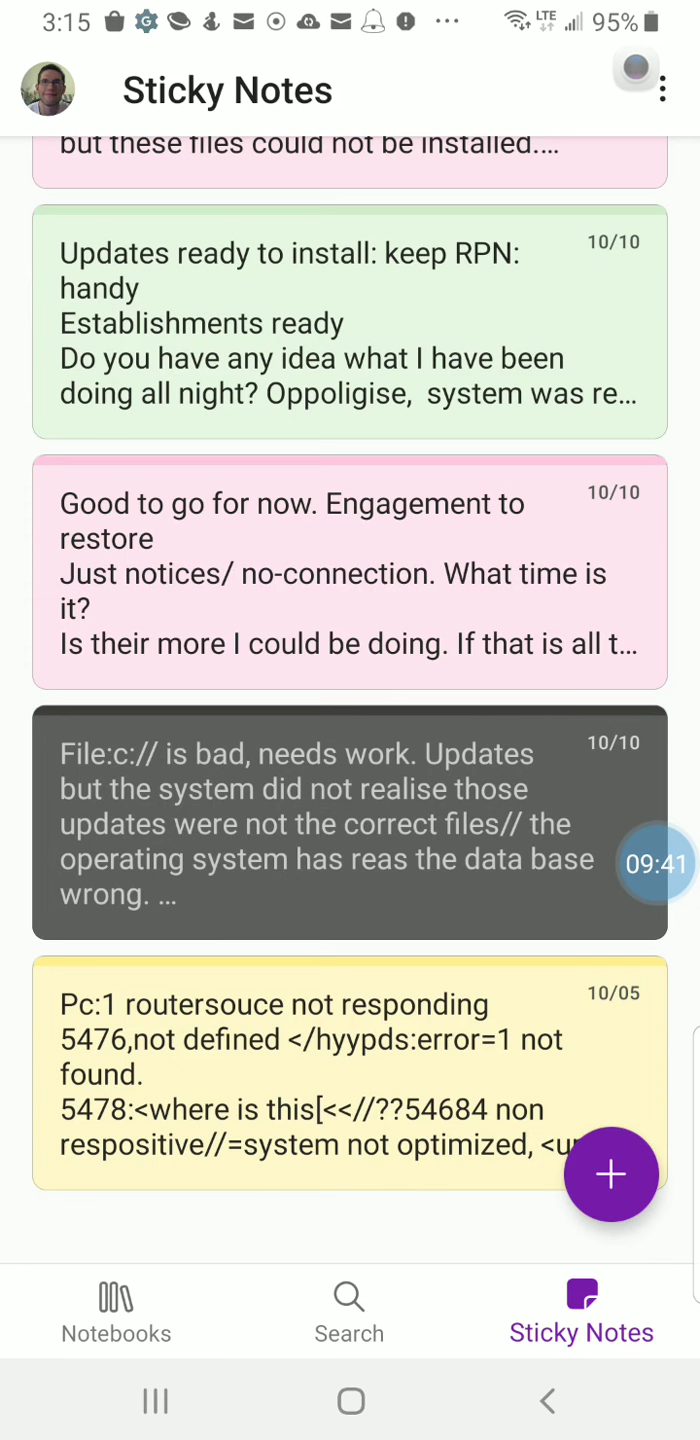 3:15
LTE
95%
Sticky Notes
but these files could not be installed....
Updates ready to install: keep RPN:
10/10
handy
Establishments ready
Do you have any idea what I have been
doing all night? Oppoligise,  system was re...
Good to go for now. Engagement to
10/10
restore
Just notices/ no-connection. What time is
it?
Is their more I could be doing. If that is all t...
File:c:// is bad, needs work. Updates
10/10
but the system did not realise those
updates were not the correct files// the
operating system has reas the data base
09:41
wrong. ...
Pc:1 routersouce not responding
10/05
5476,not defined </hyypds:error=1 not
found.
5478:<where is this[<<//??54684 non
respositive//=system not optimized, <u
Notebooks
Search
Sticky Notes